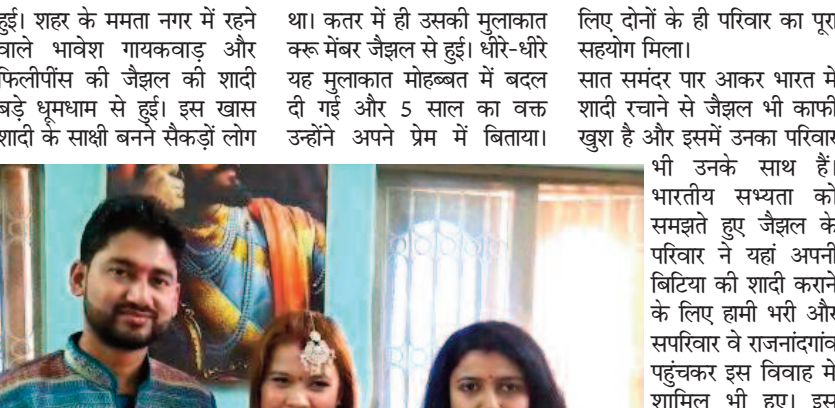 हुई। शहर के ममता नगर में रहने
वाले भावेश गायकवाड़ और
फिलीपींस की जैझल की शादी
बड़े धूमधाम से हुई। इस खास
शादी के साक्षी बनने सैकड़ों लोग
था। कतर में ही उसकी मुलाकात
क्रू मेंबर जैझल से हुई। धीरे-धीरे
यह मुलाकात मोहब्बत में बदल
दी गई और 5 साल का वक्त
उन्होंने अपने प्रेम में बिताया।
लिए दोनों के ही परिवार का पूरा
सहयोग मिला।
सात समंदर पार आकर भारत में
शादी रचाने से जैझल भी काफी
खुश है और इसमें उनका परिवार
भी उनके साथ हैं।
भारतीय सभ्यता को
समझते हुए जैझल के
परिवार ने यहां अपनी
बिटिया की शादी कराने
के लिए हामी भरी और
सपरिवार वे राजनांदगांव
पहुंचकर इस विवाह में
शामिल भी हुए। इस